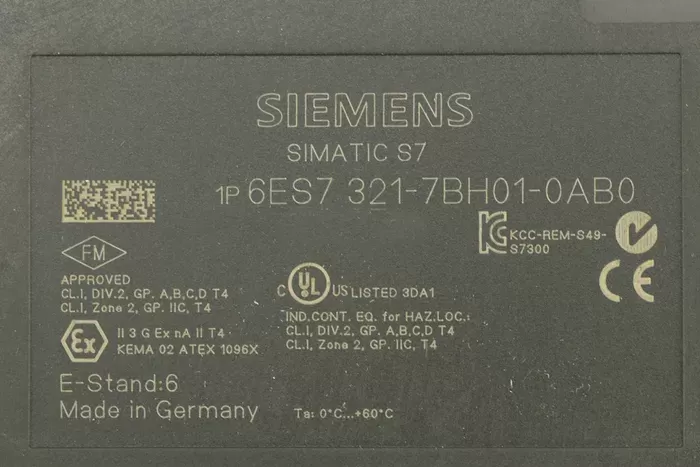 SIEMENS
SIMATIC S7
1P 6ES7 321-7BH01-0AB0
KCC-REM-S49-
S7300
FM
APPROVED
CL.I, DIV.2, GP. A,B,C,D T4
CL.I, Zone 2, GP. IIC, T4
C UL US LISTED 3DA1
IND.CONT. EQ. for HAZ.LOC.:
CL.I, DIV.2, GP. A,B,C,D T4
CL.I, Zone 2, GP. IIC, T4
CE
Ex
II 3 G Ex nA II T4
KEMA 02 ATEX 1096X
E-Stand:6
Made in Germany
Ta: 0°C...+60°C